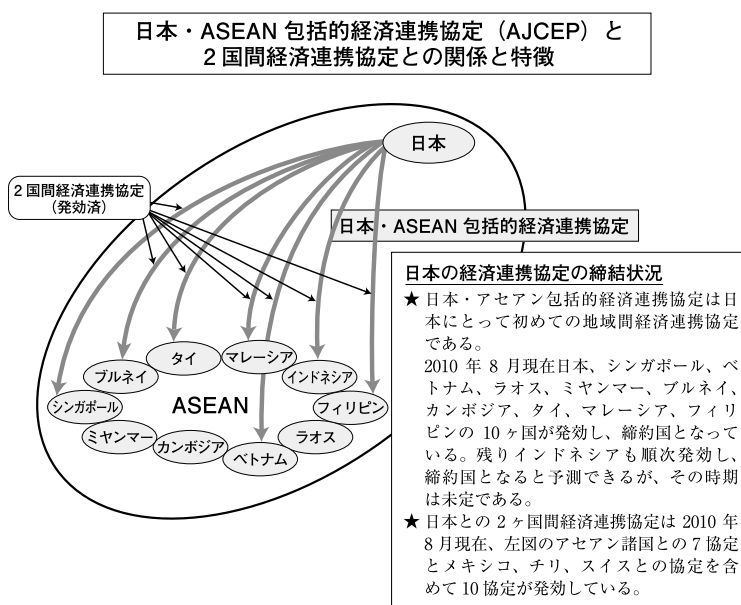 日本・ASEAN 包括的経済連携協定(AJCEP)と
2国間経済連携協定との関係と特徴
日本
2国間経済連携協定
(発効済)
日本・ASEAN 包括的経済連携協定
タイ
マレーシア
ブルネイ
インドネシア
シンガポール
ASEAN
フィリピン
ミヤンマー
カンボジア
ベトナム
ラオス
日本の経済連携協定の締結状況
★ 日本・アセアン包括的経済連携協定は日
本にとって初めての地域間経済連携協定
である。
2010 年 8 月現在日本、シンガポール、ベ
トナム、ラオス、ミヤンマー、ブルネイ、
カンボジア、タイ、マレーシア、フィリ
ピンの 10 ヶ国が発効し、締約国となって
いる。残りインドネシアも順次発効し、
締約国となると予測できるが、その時期
は未定である。
★ 日本との 2 ヶ国間経済連携協定は 2010 年
8 月現在、左図のアセアン諸国との 7 協定
とメキシコ、チリ、スイスとの協定を含
めて 10 協定が発効している。